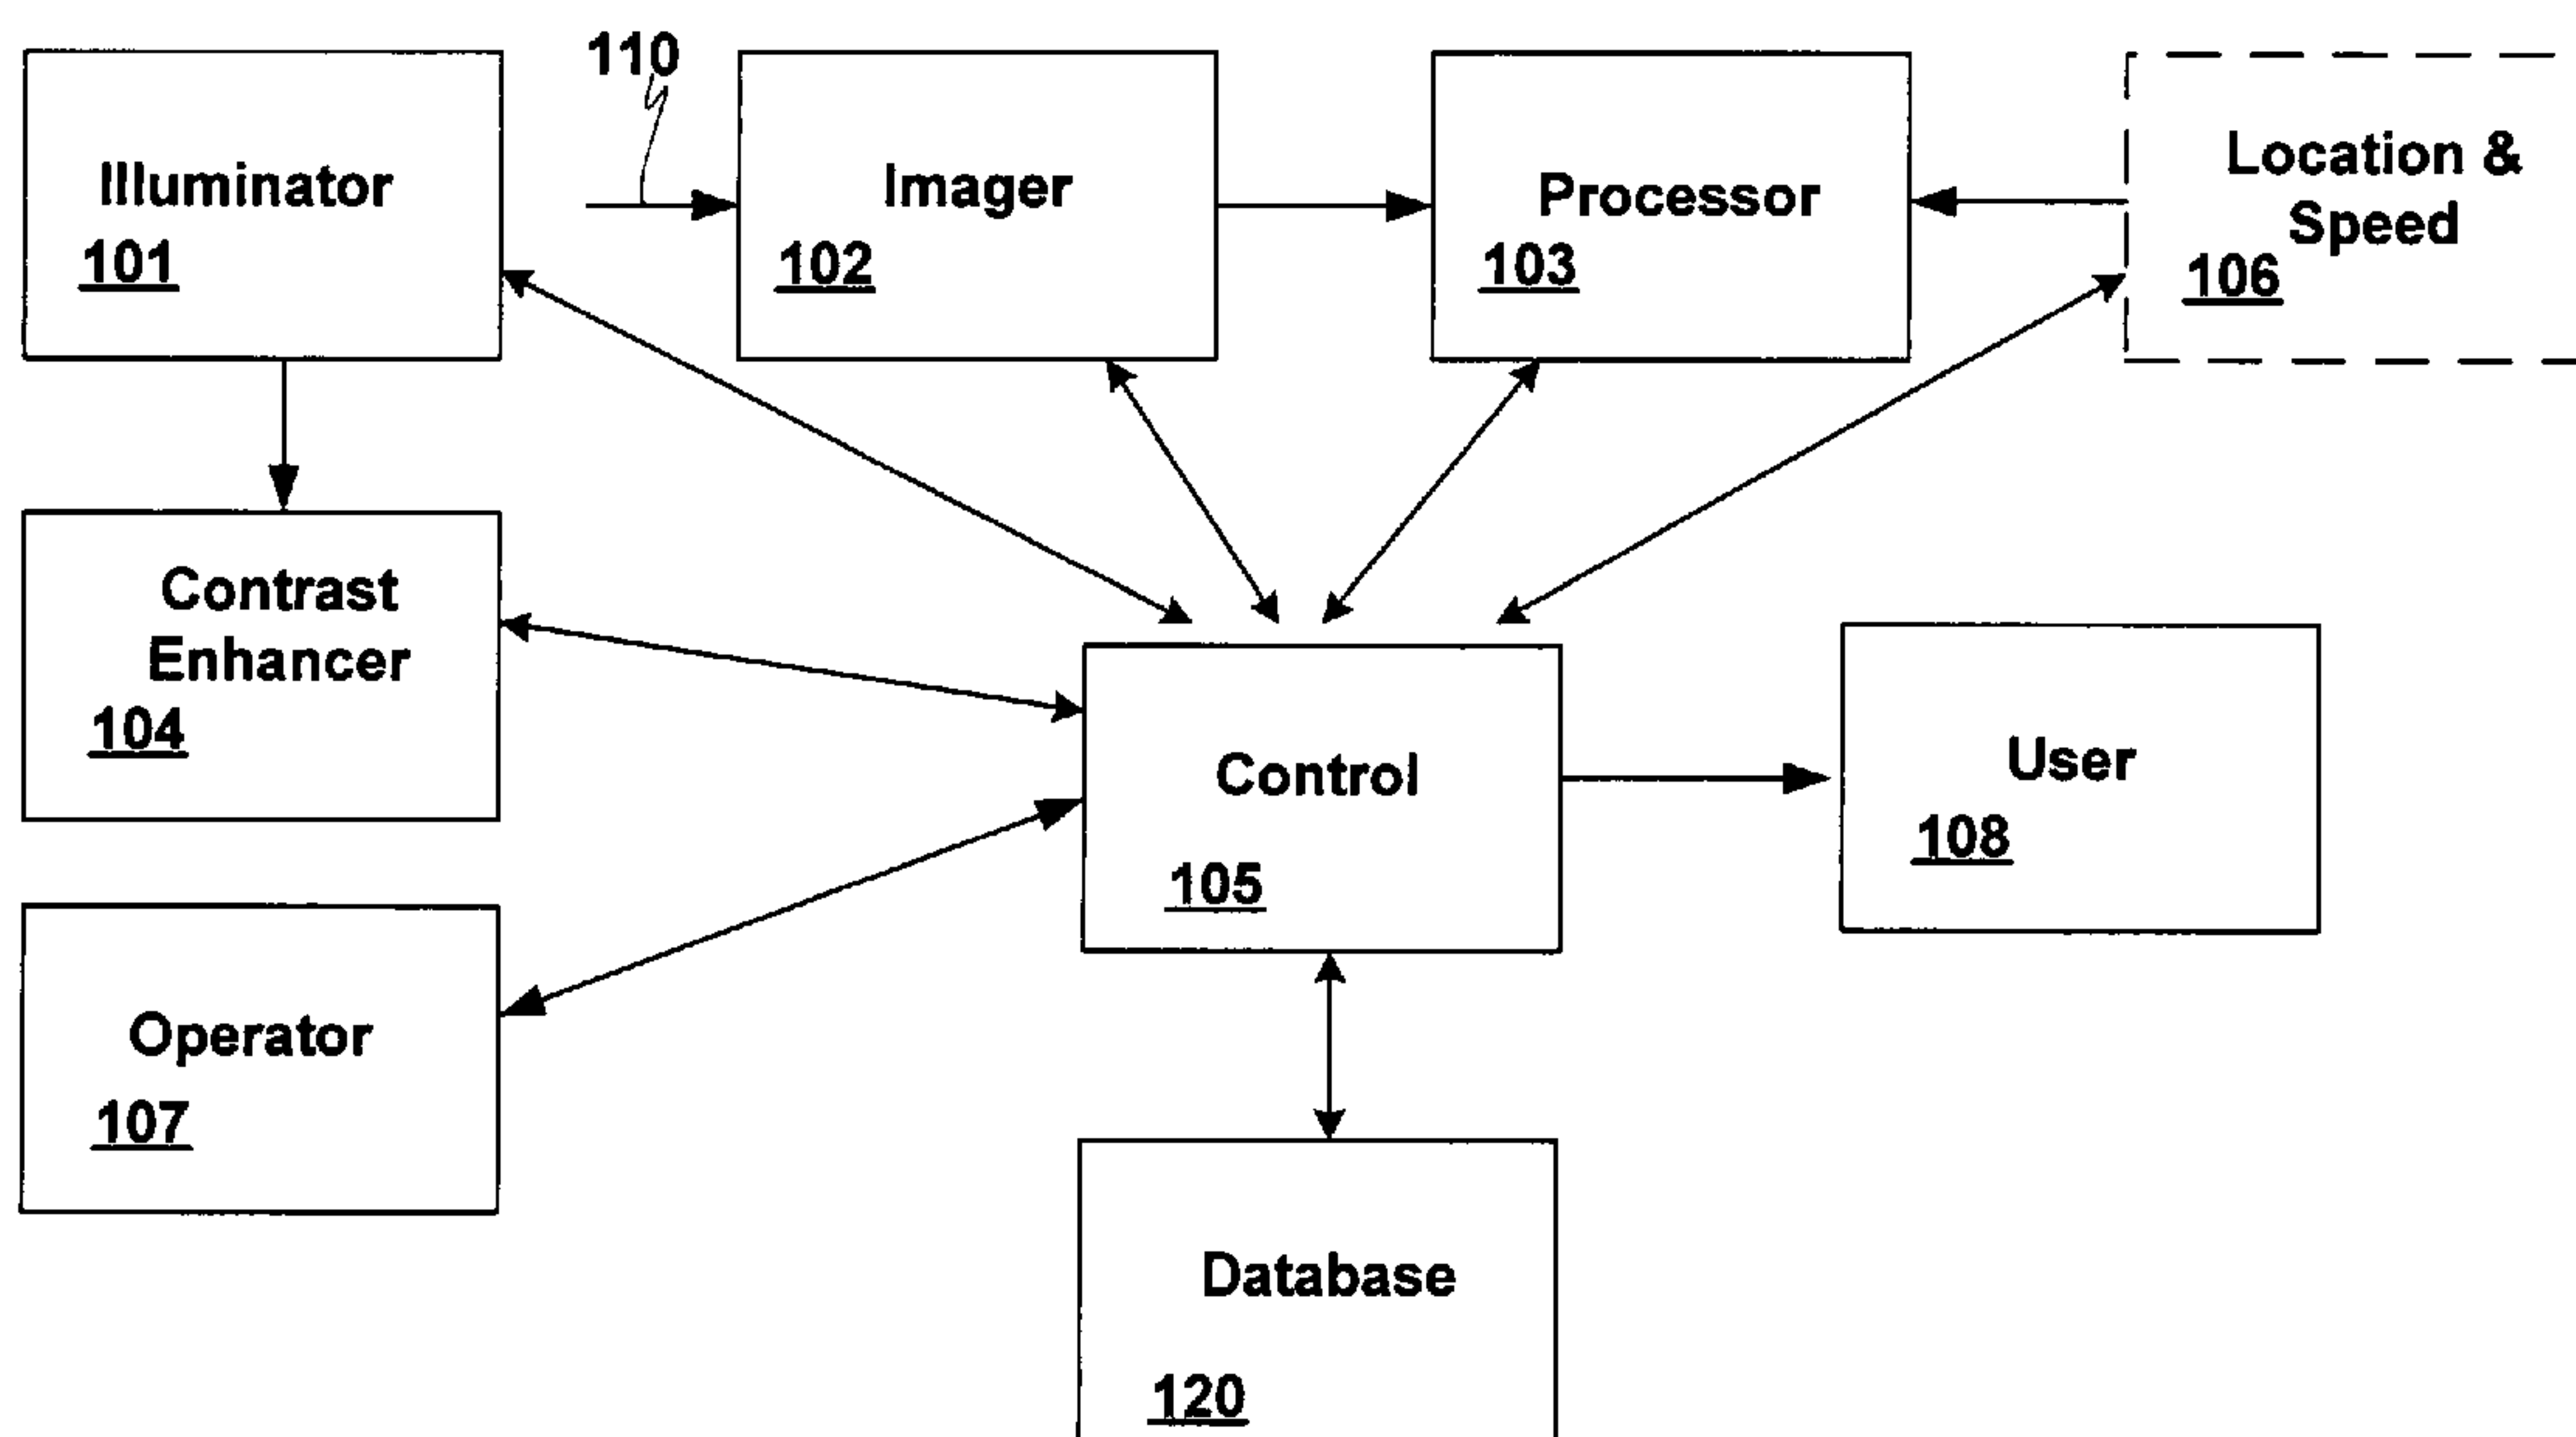 110
Illuminator
101
Imager
102
Processor
103
Location &
Speed
106
Contrast
Enhancer
104
Control
105
User
108
Operator
107
Database
120